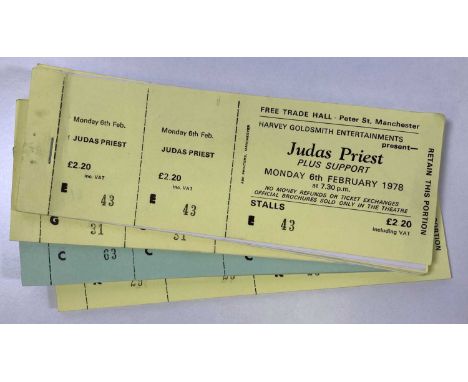 Monday 6th Feb.
JUDAS PRIEST
£2.20
inc. VAT
E 43
Monday 6th Feb.
JUDAS PRIEST
£2.20
inc. VAT
E 43
FREE TRADE HALL - Peter St, Manchester
HARVEY GOLDSMITH ENTERTAINMENTS
present—
Judas Priest
PLUS SUPPORT
MONDAY 6th FEBRUARY 1978
at 7.30 p.m.
NO MONEY REFUNDS OR TICKET EXCHANGES
OFFICIAL BROCHURES SOLD ONLY IN THE THEATRE
STALLS £2 20
E 43 Including VAT
RETAIN THIS PORTION
G 31
31
PORTION
C 63
C
C